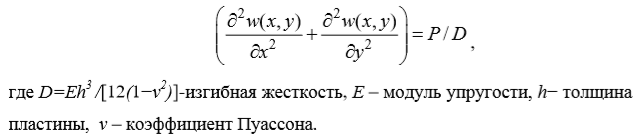 (∂²w(x, y)/∂x² + ∂²w(x, y)/∂y²) = P / D ,
где D=Eh³ /[12(1−ν²)]-изгибная жесткость, E – модуль упругости, h− толщина
пластины, ν – коэффициент Пуассона.